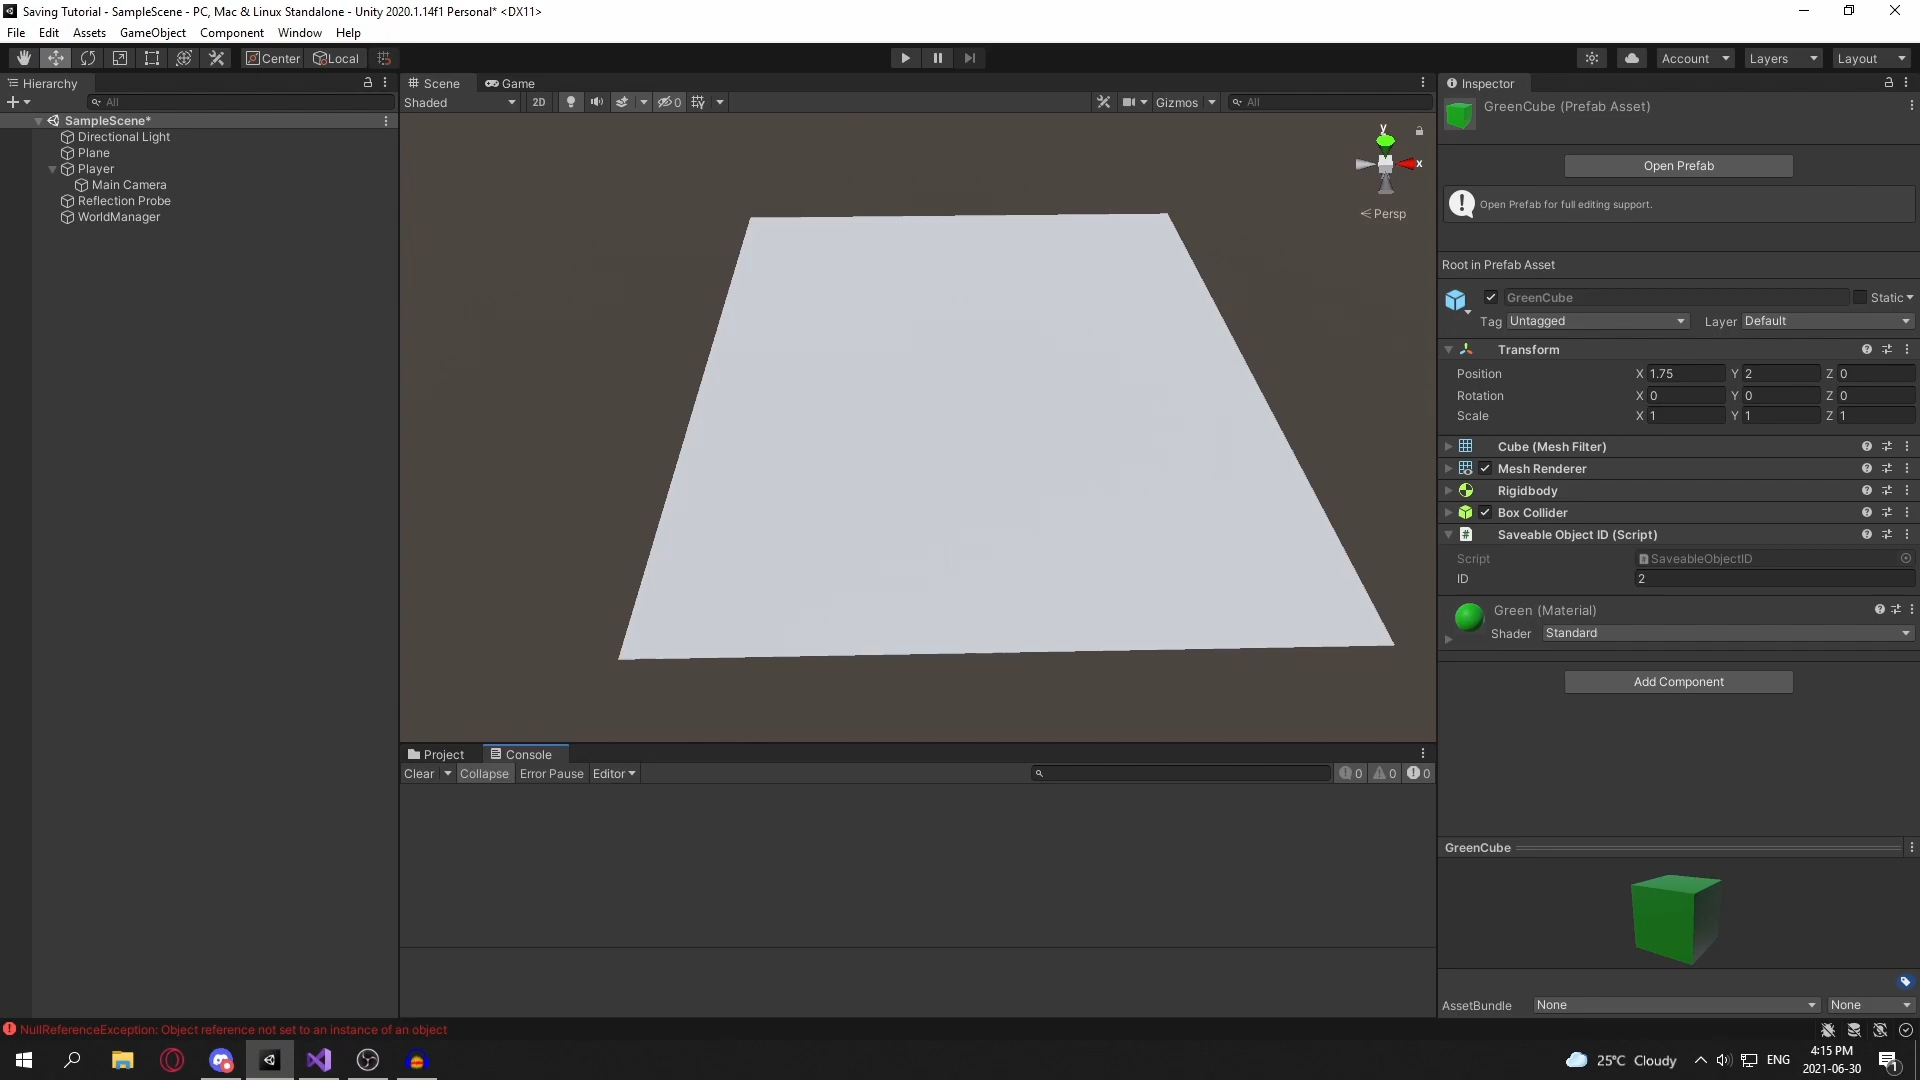 Saving Tutorial - SampleScene - PC, Mac & Linux Standalone - Unity 2020.1.14f1 Personal* <DX11>
File Edit Assets GameObject Component Window Help
Center Local Account Layers Layout
Hierarchy
All
SampleScene*
Directional Light
Plane
Player
Main Camera
Reflection Probe
WorldManager
Scene Game
Shaded 2D 0 Gizmos All
y
x
Persp
Project Console
Clear Collapse Error Pause Editor 0 0 0
Inspector
GreenCube (Prefab Asset)
Open Prefab
Open Prefab for full editing support.
Root in Prefab Asset
GreenCube Static
Tag Untagged Layer Default
Transform
Position X 1.75 Y 2 Z 0
Rotation X 0 Y 0 Z 0
Scale X 1 Y 1 Z 1
Cube (Mesh Filter)
Mesh Renderer
Rigidbody
Box Collider
Saveable Object ID (Script)
Script SaveableObjectID
ID 2
Green (Material)
Shader Standard
Add Component
GreenCube
AssetBundle None None
NullReferenceException: Object reference not set to an instance of an object
25°C Cloudy ENG 4:15 PM
2021-06-30
1